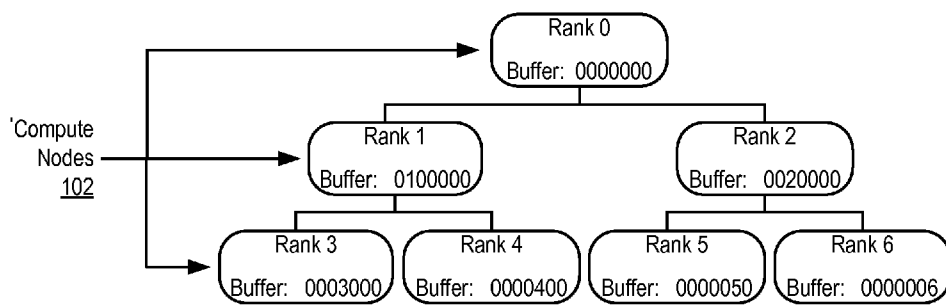 Rank 0
Buffer: 0000000
'Compute
Nodes
102
Rank 1
Buffer: 0100000
Rank 2
Buffer: 0020000
Rank 3
Buffer: 0003000
Rank 4
Buffer: 0000400
Rank 5
Buffer: 0000050
Rank 6
Buffer: 0000006